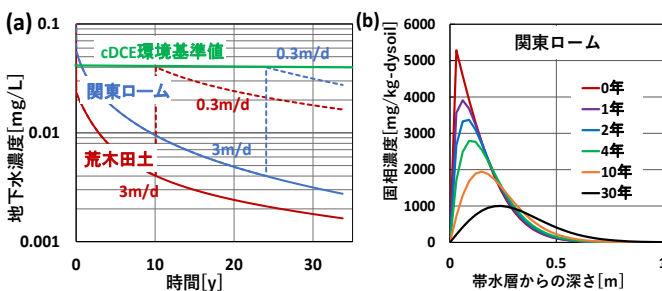 (a)
地下水濃度[mg/L]
1
0.1
0.01
0.001
cDCE環境基準値
0.3m/d
関東ローム
0.3m/d
3m/d
荒木田土
3m/d
0
10
20
30
時間[y]
(b)
固相濃度[mg/kg-dysoil]
6000
5000
4000
3000
2000
1000
0
関東ローム
0年
1年
2年
4年
10年
30年
0
0.5
1
帯水層からの深さ[m]